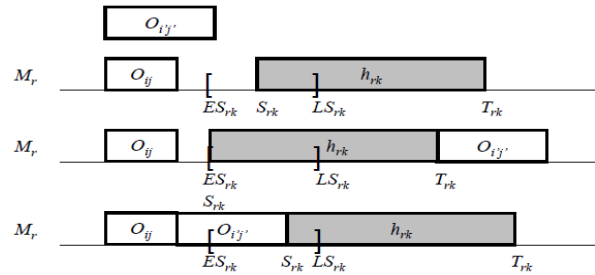 O_{i'j'}
M_r O_{ij} [ ] h_{rk}
ES_{rk} S_{rk} LS_{rk} T_{rk}
M_r O_{ij} [ h_{rk} ] O_{i'j'}
ES_{rk} LS_{rk} T_{rk}
S_{rk}
M_r O_{ij} [ O_{i'j'} ] h_{rk}
ES_{rk} S_{rk} LS_{rk} T_{rk}